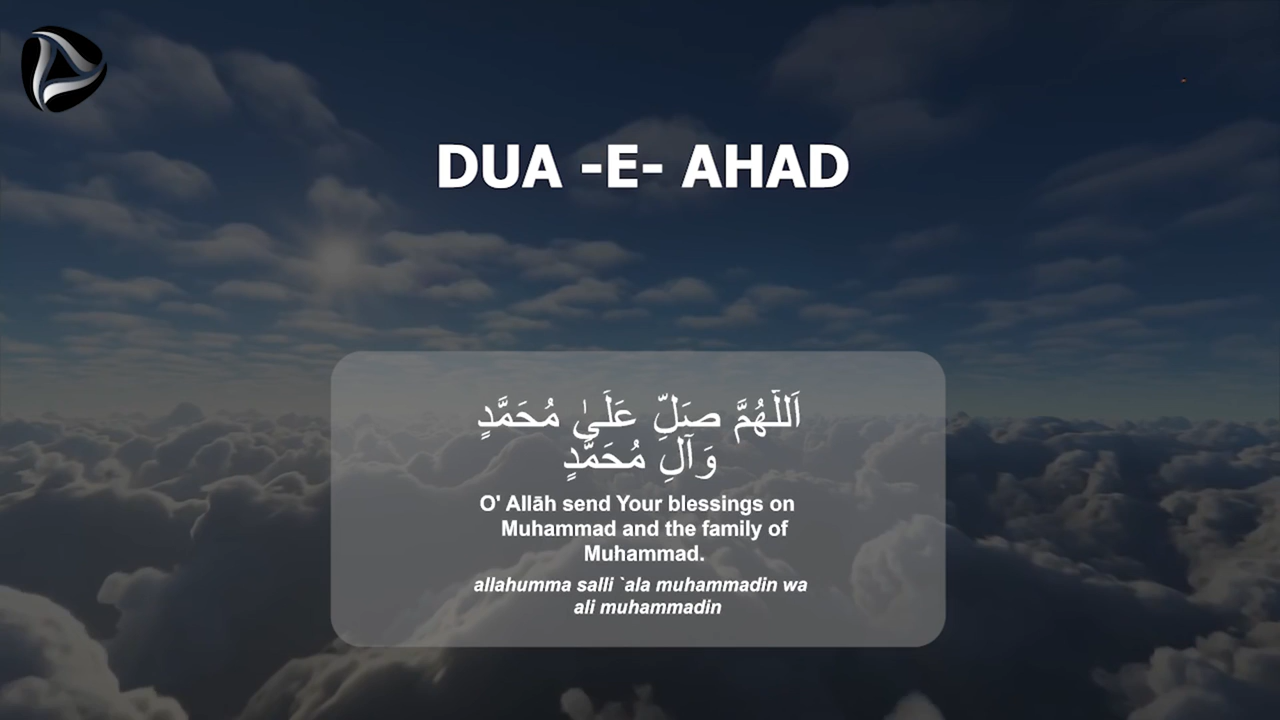 DUA -E- AHAD
اَللّٰهُمَّ صَلِّ عَلَىٰ مُحَمَّدٍ
وَآلِ مُحَمَّدٍ
O' Allāh send Your blessings on
Muhammad and the family of
Muhammad.
allahumma salli `ala muhammadin wa
ali muhammadin